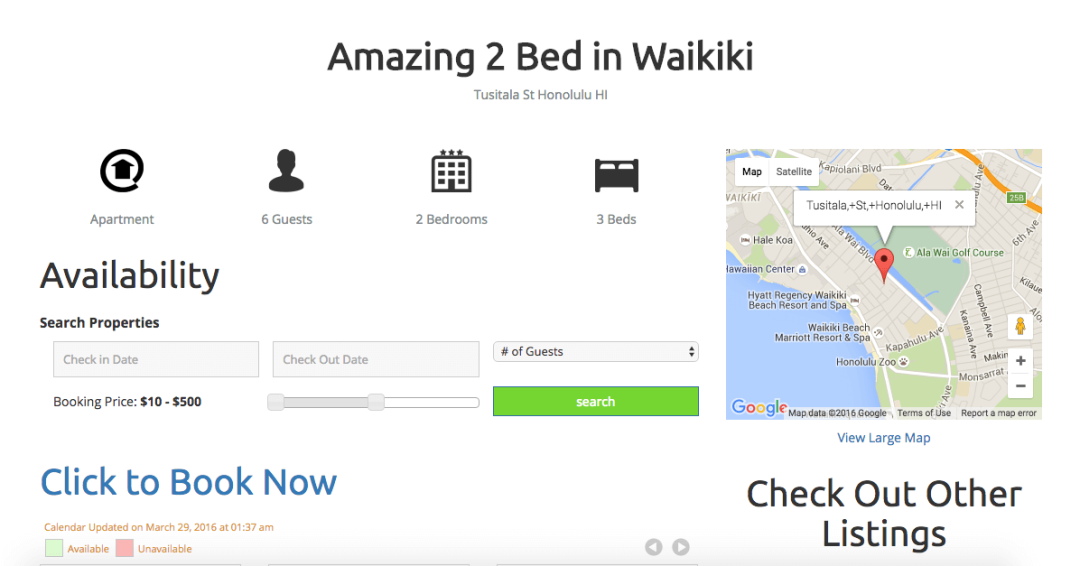 Amazing 2 Bed in Waikiki
Tusitala St Honolulu HI
Apartment
6 Guests
2 Bedrooms
3 Beds
Availability
Search Properties
Check in Date
Check Out Date
# of Guests
Booking Price: $10 - $500
search
Click to Book Now
Calendar Updated on March 29, 2016 at 01:37 am
Available
Unavailable
Map
Satellite
Kapiolani Blvd
WAIKĪKĪ
Tusitala,+St,+Honolulu,+HI
25B
6th Ave
Hale Koa
Ala Wai Blvd
Ala Wai Golf Course
Hawaiian Center
Hyatt Regency Waikiki
Beach Resort and Spa
Campbell Ave
Kanaina Ave
Waikiki Beach
Marriott Resort & Spa
Kapahulu Ave
Honolulu Zoo
Monsarrat
Google
Map data ©2016 Google
Terms of Use
Report a map error
View Large Map
Check Out Other
Listings